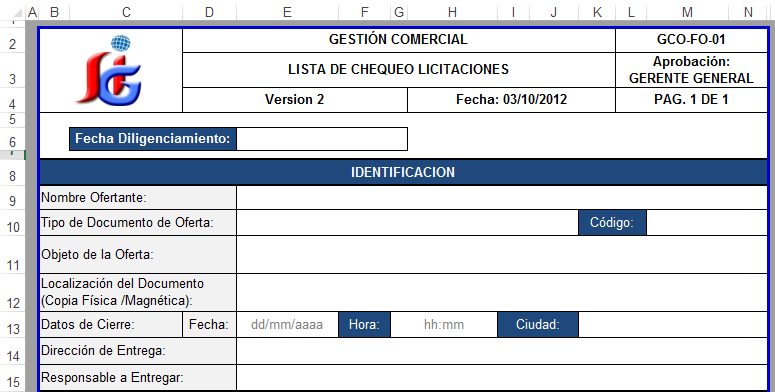 A B C D E F G H I J K L M N
2 GESTIÓN COMERCIAL GCO-FO-01
3 LISTA DE CHEQUEO LICITACIONES Aprobación:
GERENTE GENERAL
4 Version 2 Fecha: 03/10/2012 PAG. 1 DE 1
5
6 Fecha Diligenciamiento:
8 IDENTIFICACION
9 Nombre Ofertante:
10 Tipo de Documento de Oferta: Código:
11 Objeto de la Oferta:
Localización del Documento
12 (Copia Física /Magnética):
13 Datos de Cierre: Fecha: dd/mm/aaaa Hora: hh:mm Ciudad:
14 Dirección de Entrega:
15 Responsable a Entregar: